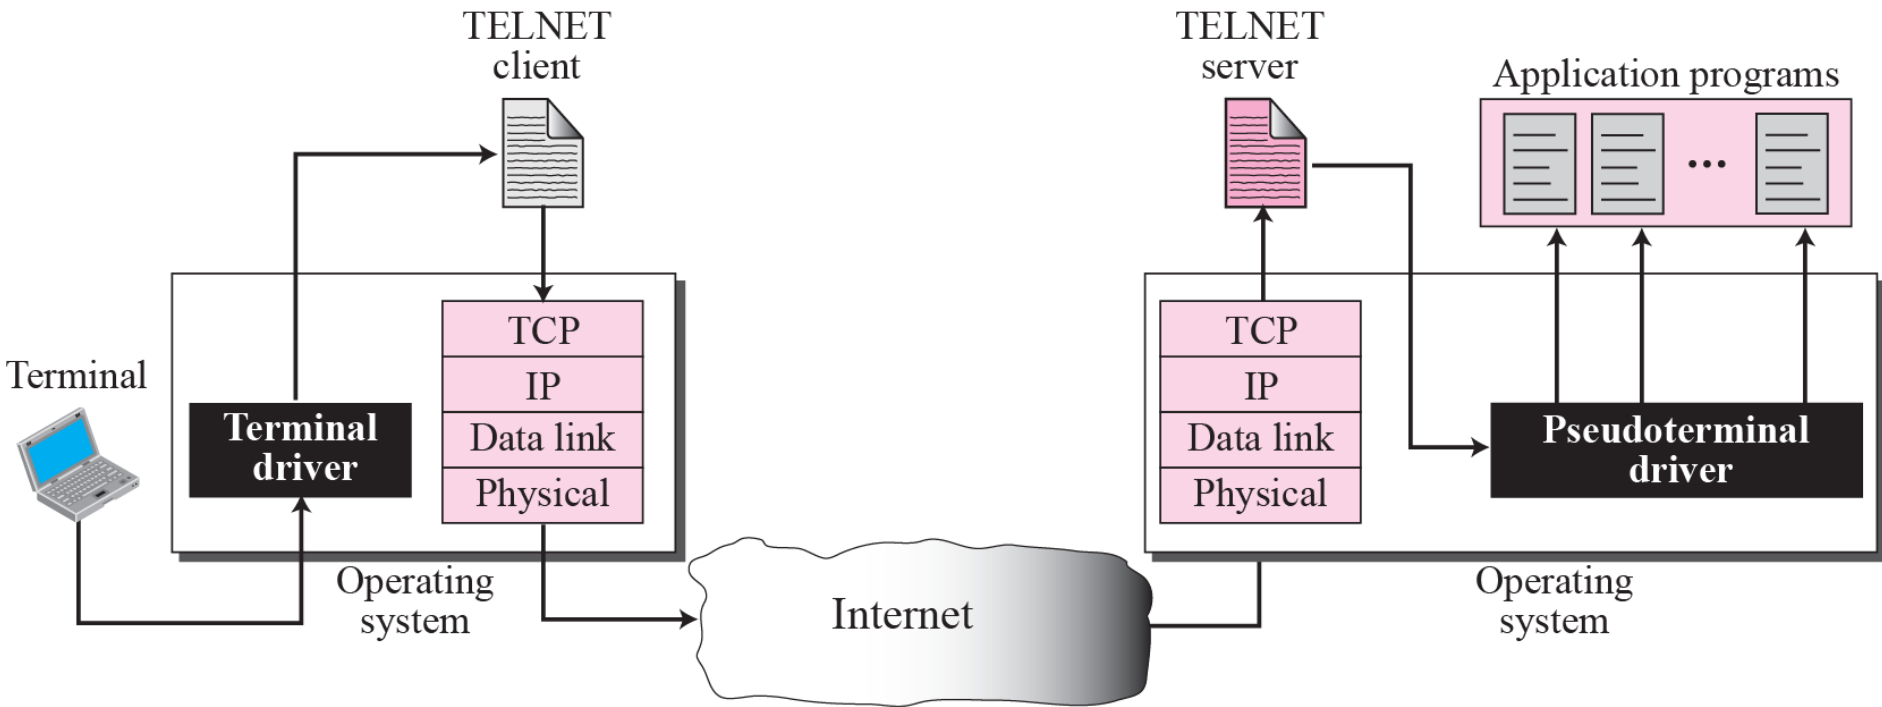 TELNET
client
TELNET
server
Application programs
...
Terminal
Terminal
driver
TCP
IP
Data link
Physical
Operating
system
Internet
TCP
IP
Data link
Physical
Pseudoterminal
driver
Operating
system